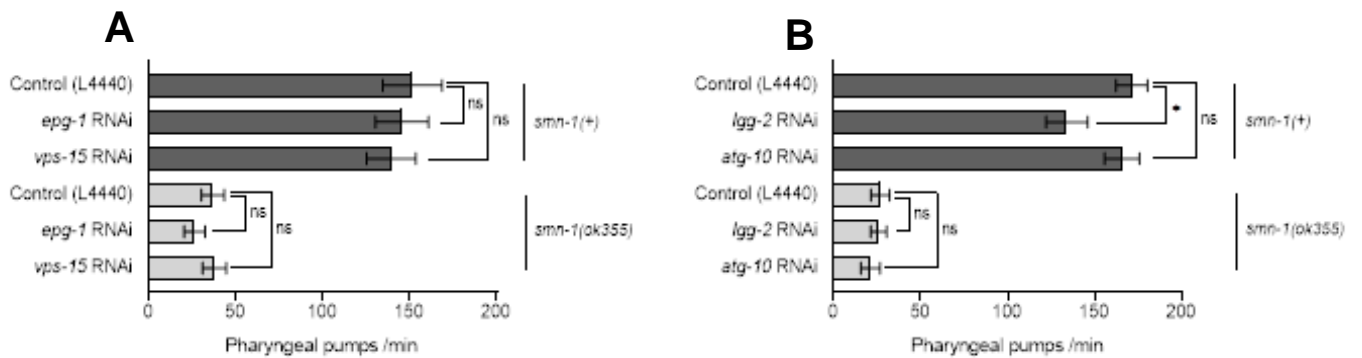 A
Control (L4440)
epg-1 RNAi
vps-15 RNAi
Control (L4440)
epg-1 RNAi
vps-15 RNAi
ns
ns
smn-1(+)
ns
ns
smn-1(ok355)
0 50 100 150 200
Pharyngeal pumps /min
B
Control (L4440)
lgg-2 RNAi
atg-10 RNAi
Control (L4440)
lgg-2 RNAi
atg-10 RNAi
*
ns
smn-1(+)
ns
ns
smn-1(ok355)
0 50 100 150 200
Pharyngeal pumps /min